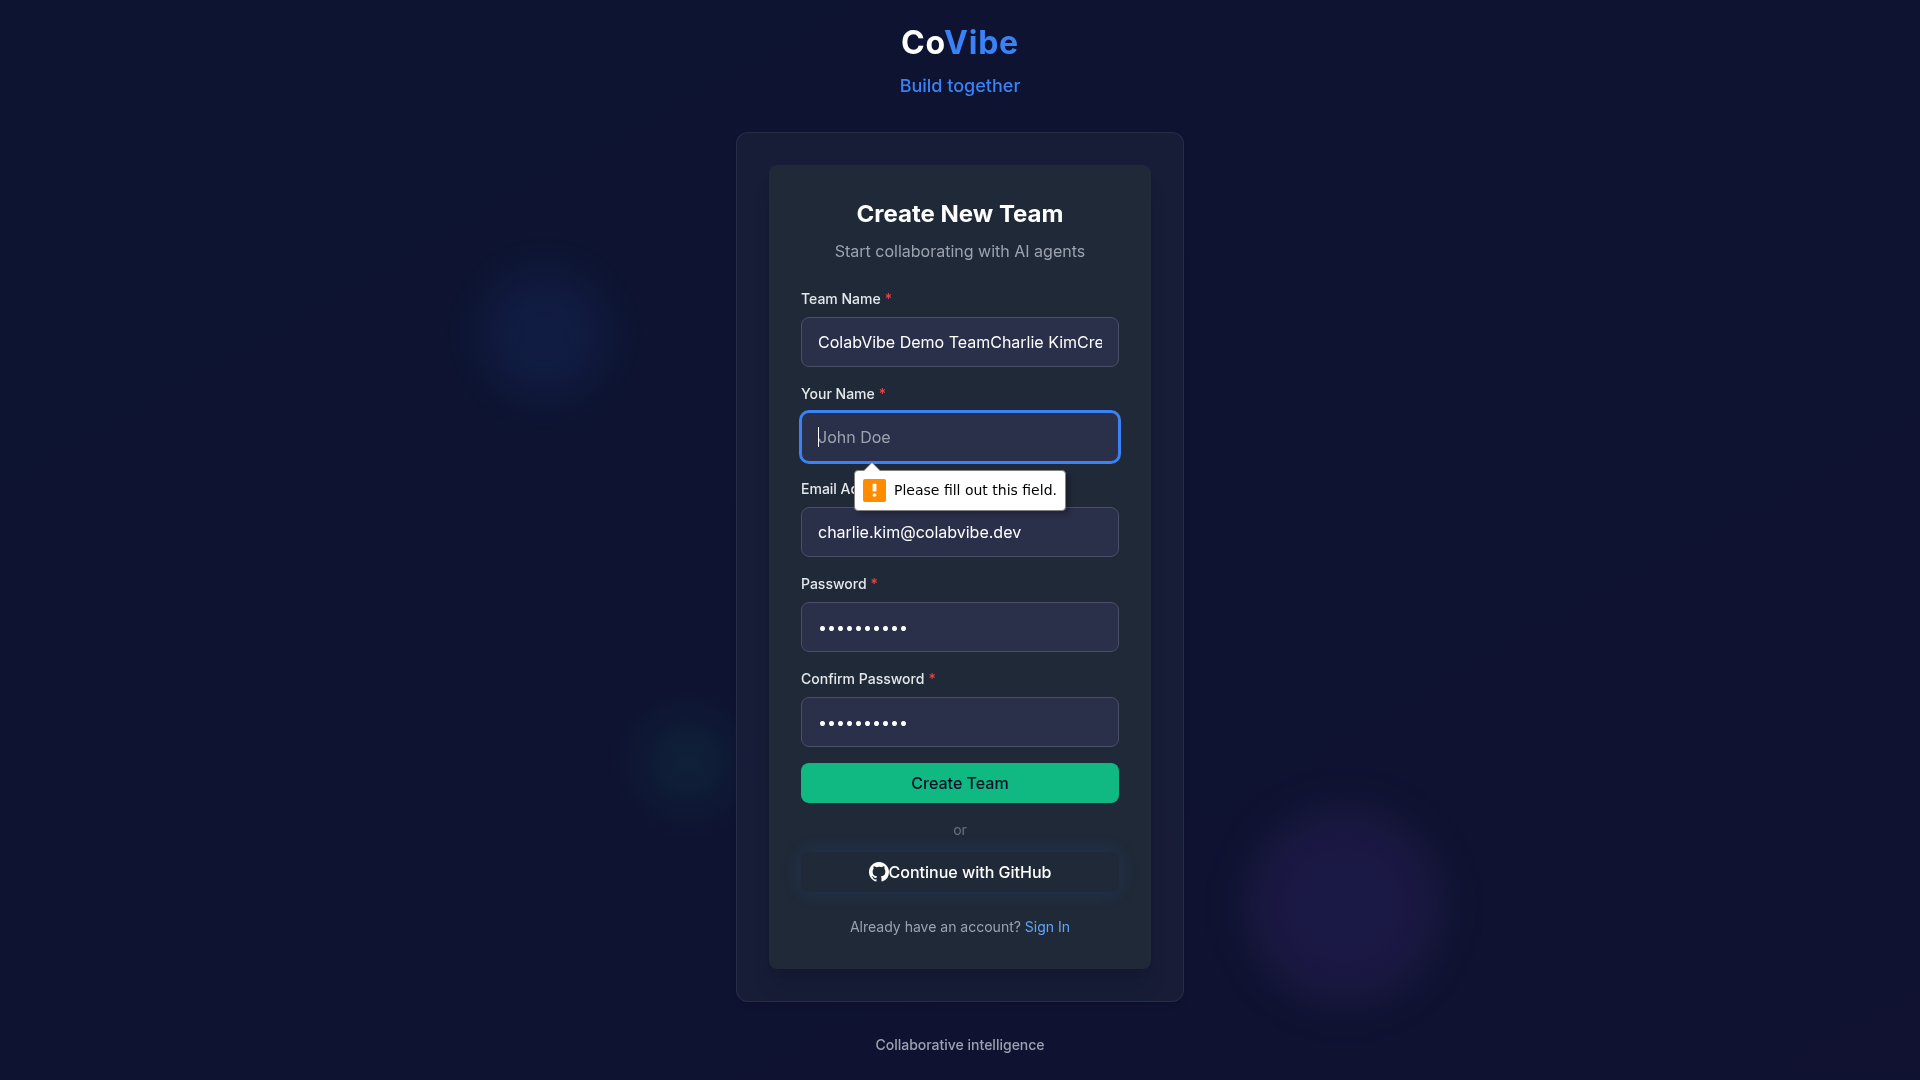 CoVibe
Build together
Create New Team
Start collaborating with AI agents
Team Name *
ColabVibe Demo TeamCharlie KimCre
Your Name *
John Doe
Please fill out this field.
Email Ad
charlie.kim@colabvibe.dev
Password *
••••••••••
Confirm Password *
••••••••••
Create Team
or
Continue with GitHub
Already have an account? Sign In
Collaborative intelligence